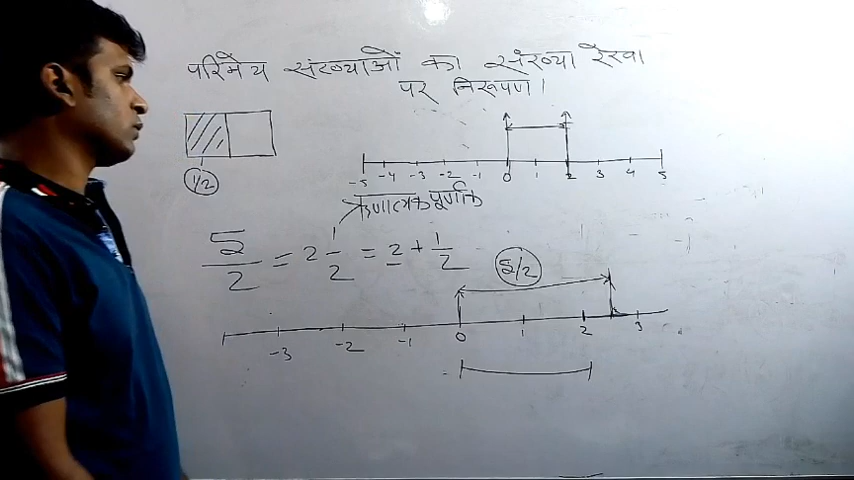 परिमेय संख्याओं का संख्या रेखा
पर निरूपण।
1/2
-5 -4 -3 -2 -1 0 1 2 3 4 5
ऋणात्मक पूर्णांक
5/2 = 2 1/2 = 2 + 1/2
5/2
-3 -2 -1 0 1 2 3